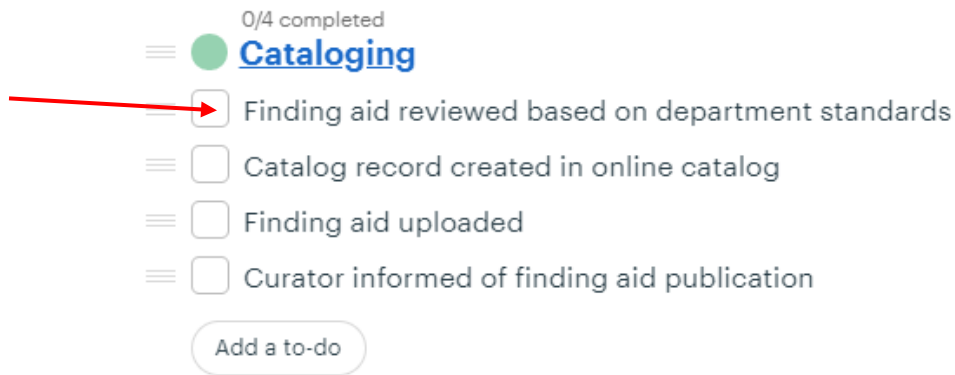 0/4 completed
Cataloging
Finding aid reviewed based on department standards
Catalog record created in online catalog
Finding aid uploaded
Curator informed of finding aid publication
Add a to-do